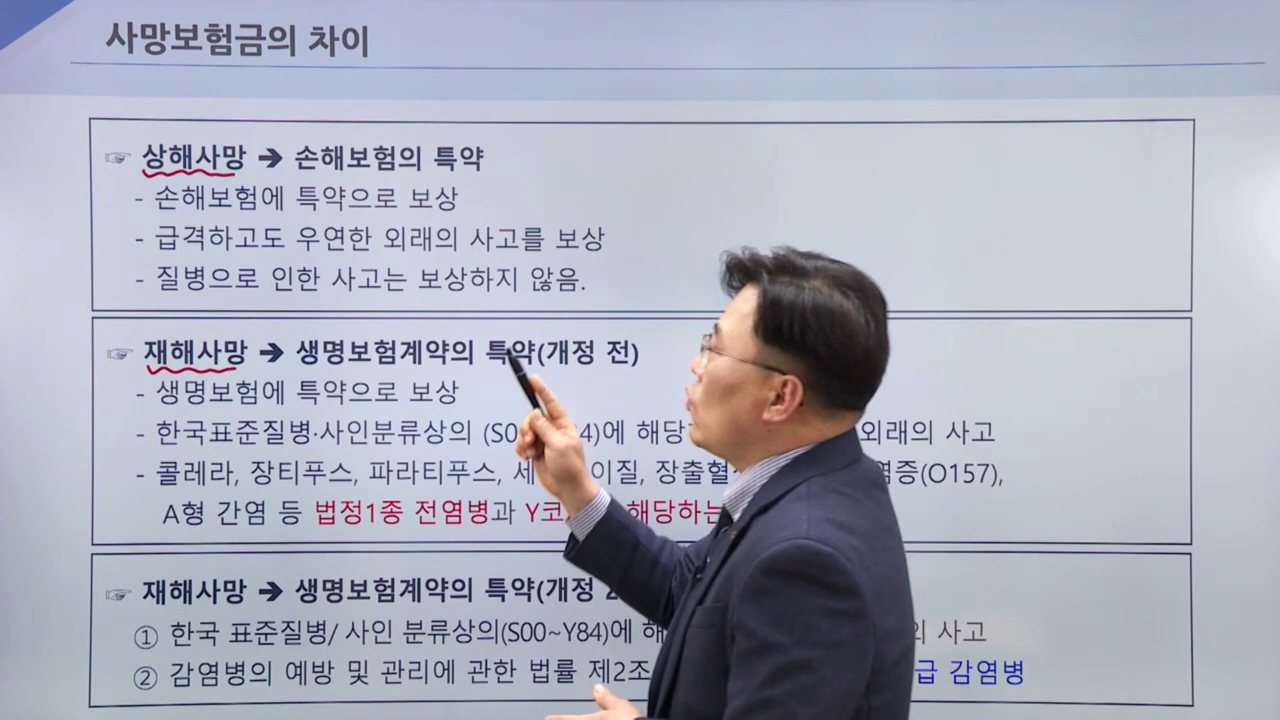 사망보험금의 차이
☞ 상해사망 ➔ 손해보험의 특약
- 손해보험에 특약으로 보상
- 급격하고도 우연한 외래의 사고를 보상
- 질병으로 인한 사고는 보상하지 않음.
☞ 재해사망 ➔ 생명보험계약의 특약(개정 전)
- 생명보험에 특약으로 보상
- 한국표준질병·사인분류상의 에 해당 외래의 사고
- 콜레라, 장티푸스, 파라티푸스, 이질, (O157),
A형 간염 등 법정1종 전염병과 해당하는
☞ 재해사망 ➔ 생명보험계약의 특약(개정
① 한국 표준질병/ 사인 분류상의(S00~Y84)에 사고
② 감염병의 예방 및 관리에 관한 법률 제2조 감염병